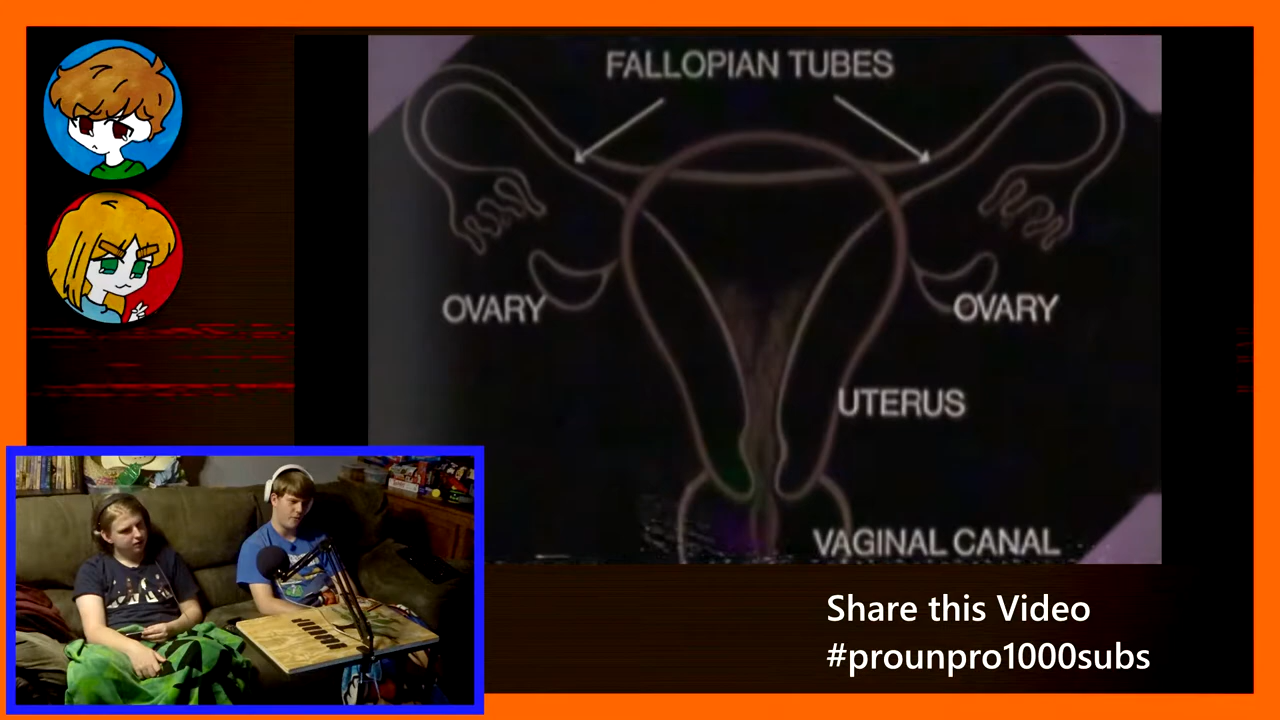 FALLOPIAN TUBES
OVARY
OVARY
UTERUS
VAGINAL CANAL
Share this Video
#prounpro1000subs